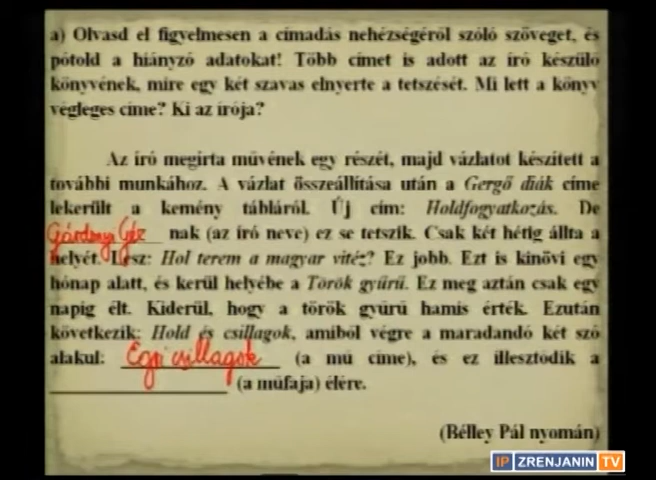 a) Olvasd el figyelmesen a címadás nehézségéről szóló szöveget, és
pótold a hiányzó adatokat! Több címet is adott az író készülő
könyvének, míre egy két szavas elnyerte a tetszését. Mi lett a könyv
végleges címe? Ki az írója?
Az író megírta művének egy részét, majd vázlatot készített a
további munkához. A vázlat összeállítása után a Gergő diák címe
lekerült a kemény tábláról. Új cím: Holdfogyatkozás. De
Gárdonyi Géz nak (az író neve) ez se tetszik. Csak két hétig állta a
helyét. Lesz: Hol terem a magyar vitéz? Ez jobb. Ezt is kinövi egy
hónap alatt, és kerül helyébe a Török gyűrű. Ez meg aztán csak egy
napig élt. Kiderül, hogy a török gyűrű hamis érték. Ezután
következik: Hold és csillagok, amiből végre a maradandó két szó
alakul: Egri csillagok (a mű címe), és ez illesztődik a
(a műfaja) élére.
(Bélley Pál nyomán)
IP ZRENJANIN TV